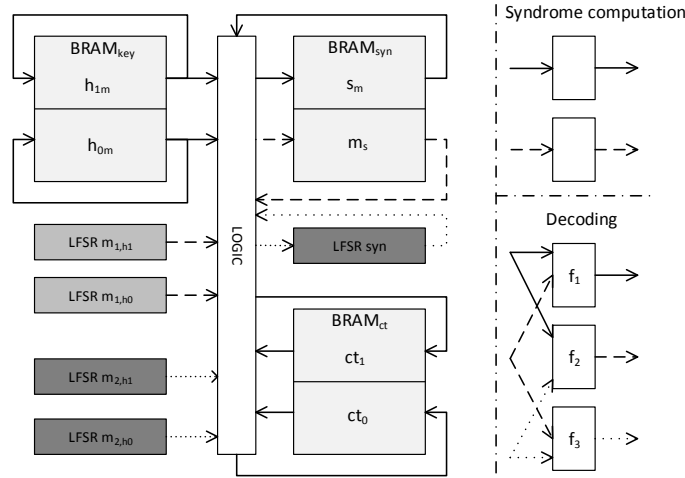 Syndrome computation
BRAMkey
h1m
h0m
BRAMsyn
sm
ms
LOGIC
LFSR m1,h1
LFSR m1,h0
LFSR m2,h1
LFSR m2,h0
LFSR syn
BRAMct
ct1
ct0
Decoding
f1
f2
f3